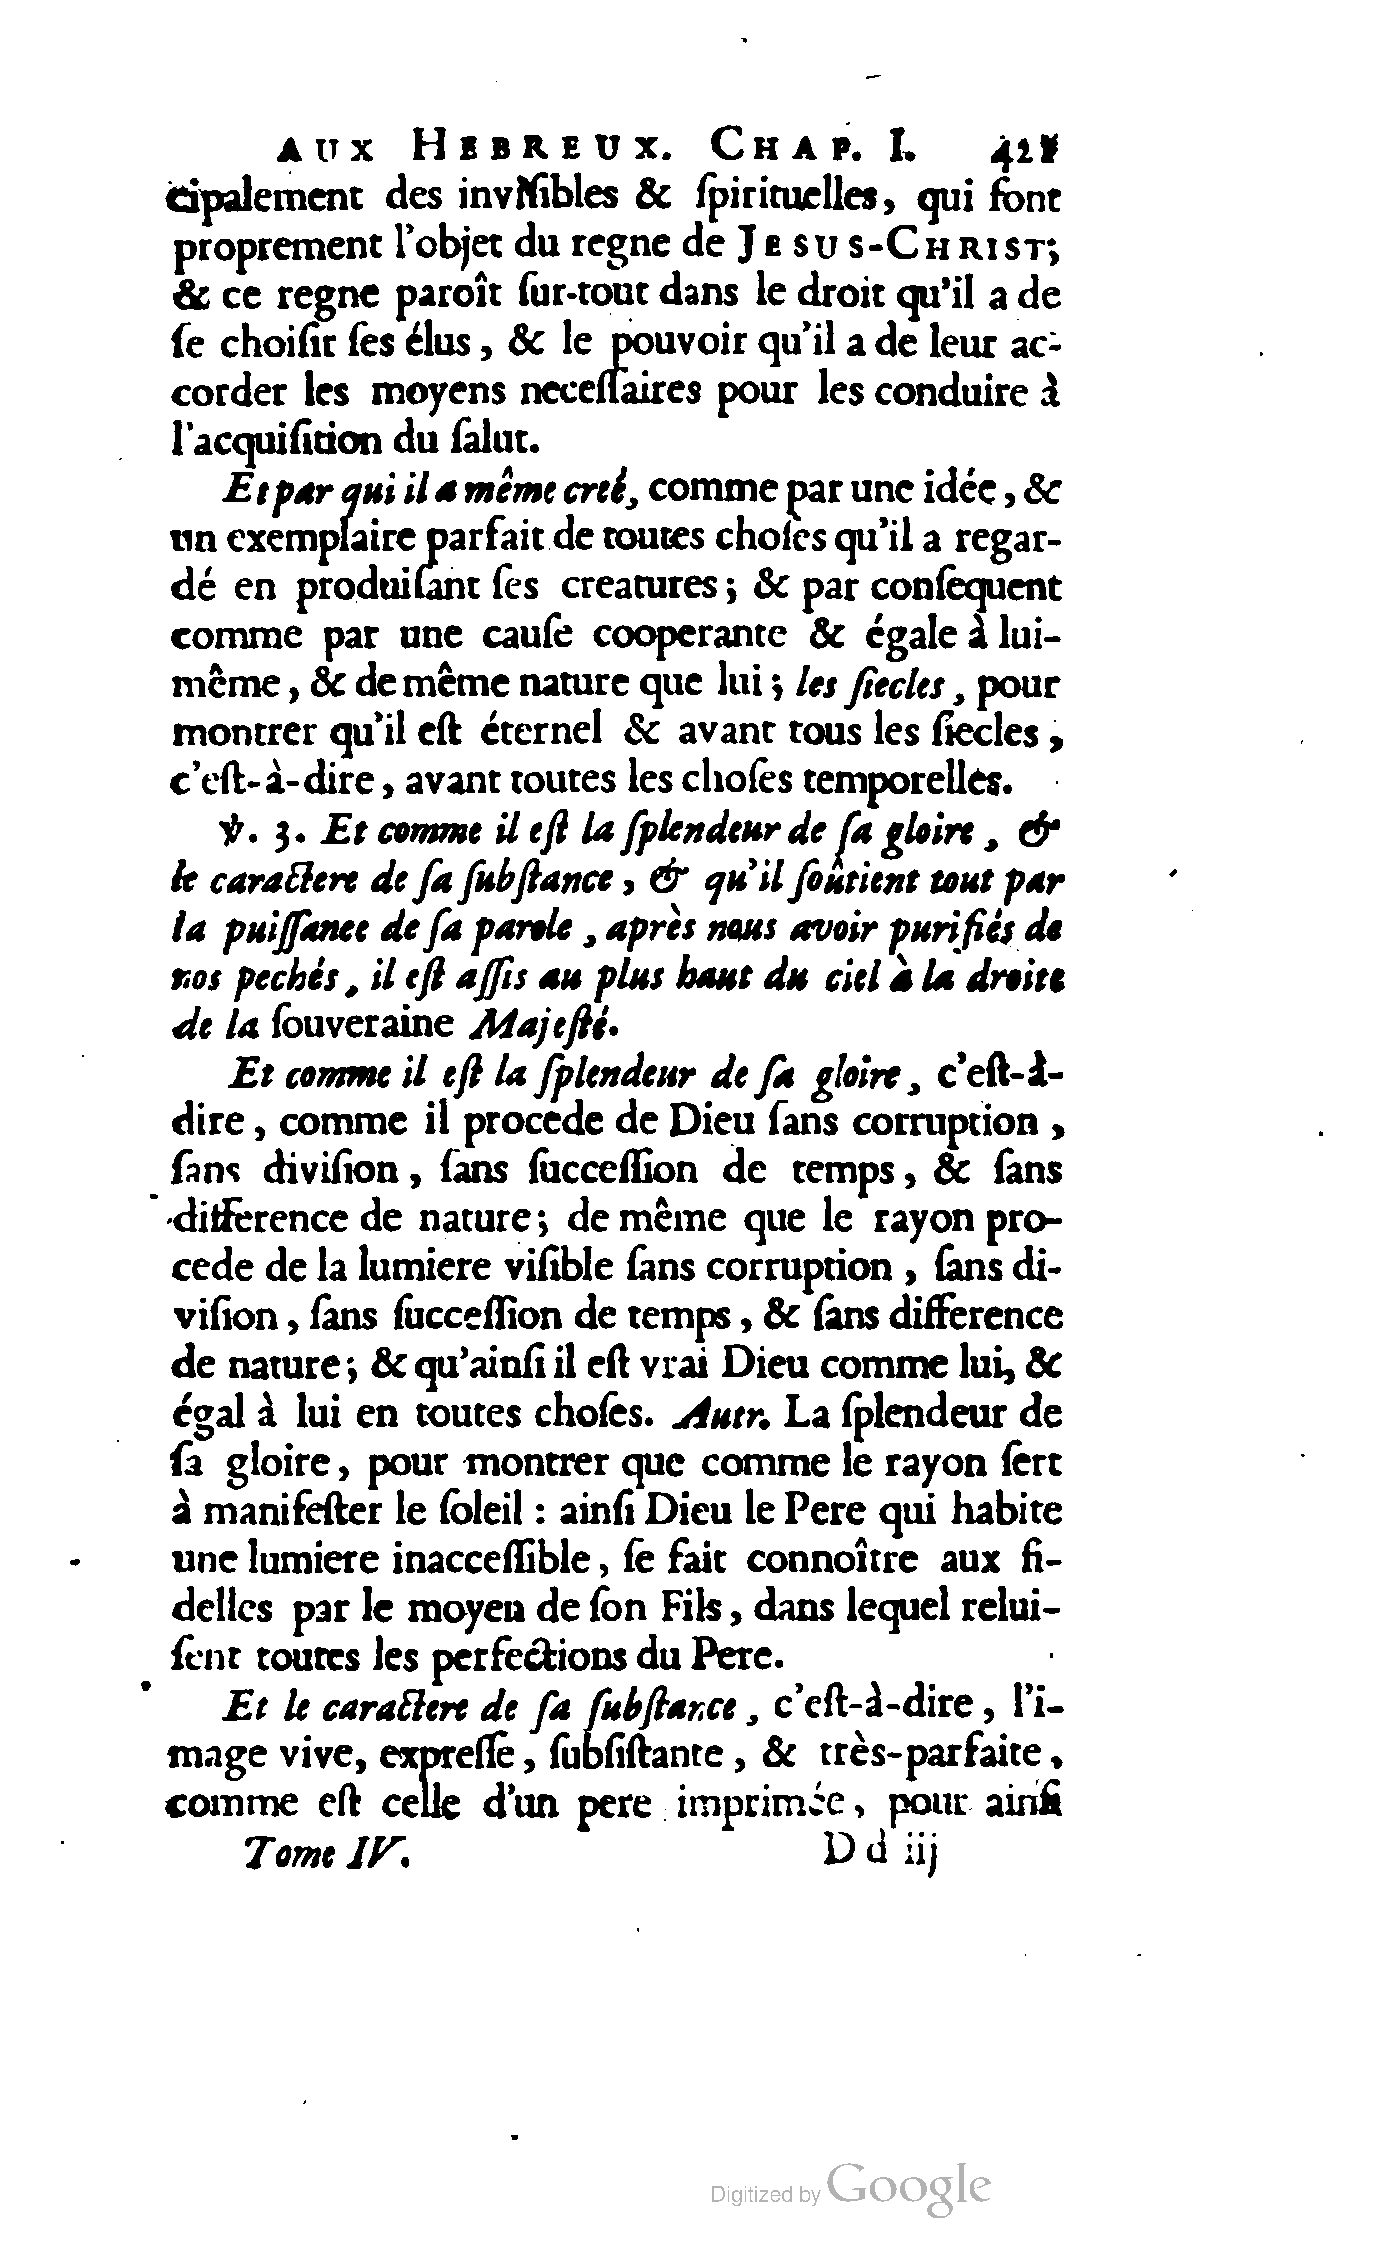 AUX HEBREUX. CHAP. I. 421
cipalement des invisibles & ſpirituelles, qui ſont
proprement l'objet du regne de JESUS-CHRIST;
& ce regne paroît ſur-tout dans le droit qu'il a de
ſe choiſir ſes élus, & le pouvoir qu'il a de leur ac-
corder les moyens neceſſaires pour les conduire à
l'acquiſition du ſalut.
Et par qui il a même creé, comme par une idée, &
un exemplaire parfait de toutes choſes qu'il a regar-
dé en produiſant ſes creatures; & par conſequent
comme par une cauſe cooperante & égale à lui-
même, & de même nature que lui; les ſiecles, pour
montrer qu'il eſt éternel & avant tous les ſiecles,
c'eſt-à-dire, avant toutes les choſes temporelles.
℣. 3. Et comme il eſt la ſplendeur de ſa gloire, &
le caractere de ſa ſubſtance, & qu'il ſoûtient tout par
la puiſſance de ſa parole, après nous avoir purifiés de
nos pechés, il eſt aſſis au plus haut du ciel à la droite
de la ſouveraine Majeſté.
Et comme il eſt la ſplendeur de ſa gloire, c'eſt-à-
dire, comme il procede de Dieu ſans corruption,
ſans diviſion, ſans ſucceſſion de temps, & ſans
difference de nature; de même que le rayon pro-
cede de la lumiere viſible ſans corruption, ſans di-
viſion, ſans ſucceſſion de temps, & ſans difference
de nature; & qu'ainſi il eſt vrai Dieu comme lui, &
égal à lui en toutes choſes. Autr. La ſplendeur de
ſa gloire, pour montrer que comme le rayon ſert
à manifeſter le ſoleil : ainſi Dieu le Pere qui habite
une lumiere inacceſſible, ſe fait connoître aux fi-
delles par le moyen de ſon Fils, dans lequel relui-
ſent toutes les perfections du Pere.
Et le caractere de ſa ſubſtance, c'eſt-à-dire, l'i-
mage vive, expreſſe, ſubſiſtante, & très-parfaite,
comme eſt celle d'un pere imprimée, pour ainſi
Tome IV. Dd iij
Digitized by Google